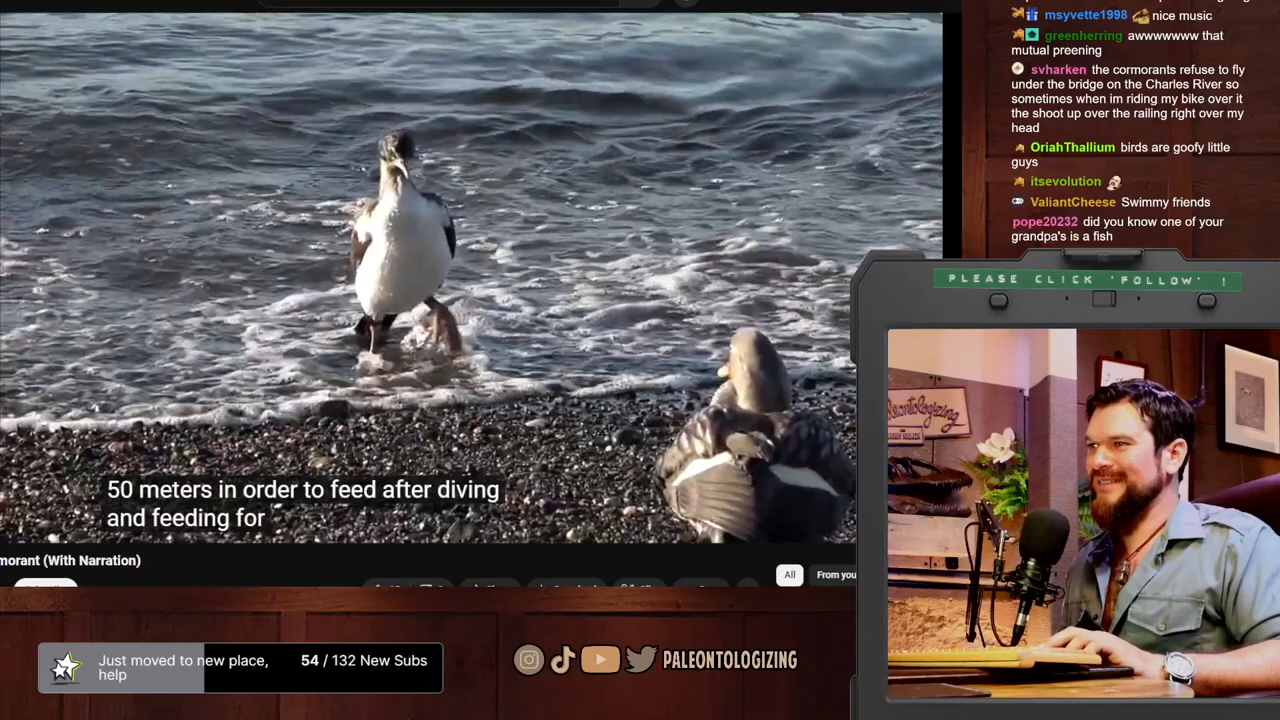 msyvette1998 nice music
greenherring awwwwwww that
mutual preening
svharken the cormorants refuse to fly
under the bridge on the Charles River so
sometimes when im riding my bike over it
the shoot up over the railing right over my
head
OriahThallium birds are goofy little
guys
itsevolution
ValiantCheese Swimmy friends
pope20232 did you know one of your
grandpa's is a fish
PLEASE CLICK 'FOLLOW' !
50 meters in order to feed after diving
and feeding for
morant (With Narration)
All From you
Just moved to new place,
help
54 / 132 New Subs
PALEONTOLOGIZING